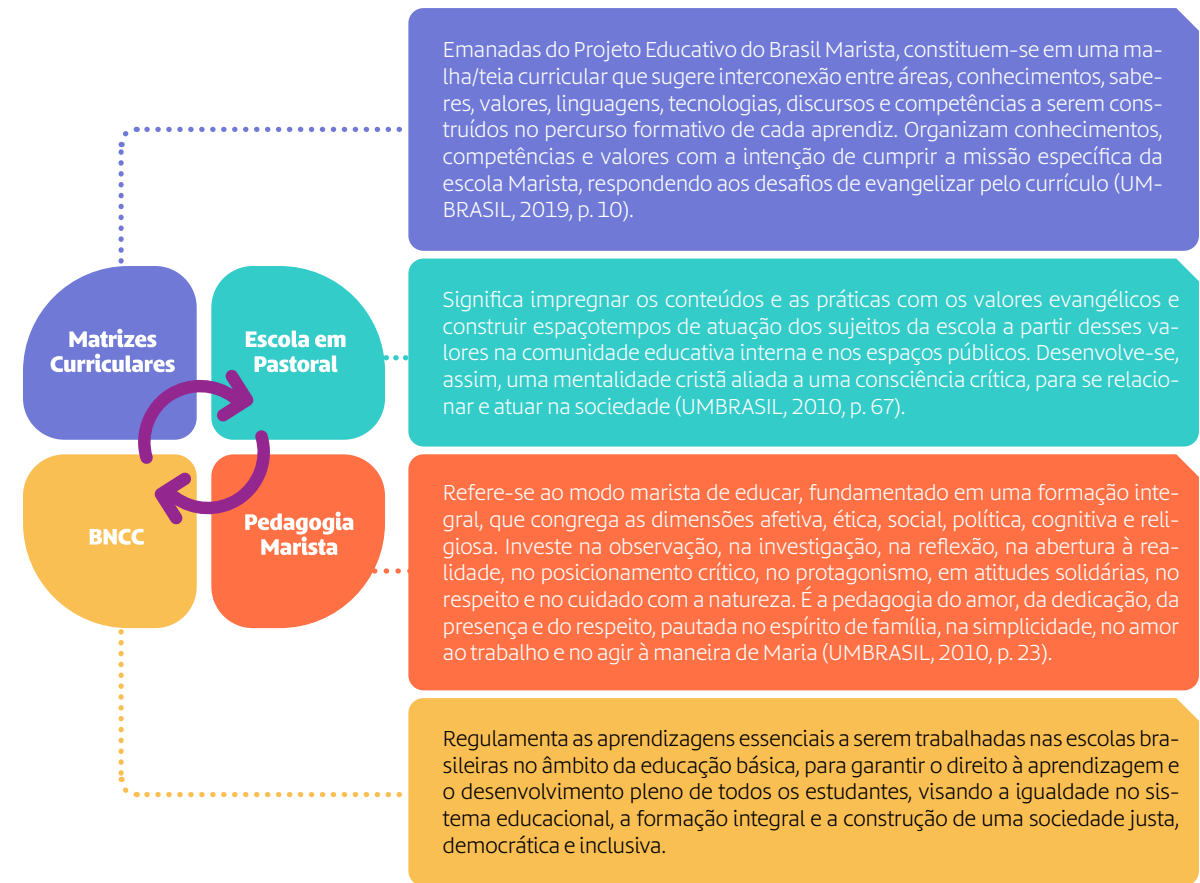 Emanadas do Projeto Educativo do Brasil Marista, constituem-se em uma ma-
lha/teia curricular que sugere interconexão entre áreas, conhecimentos, sabe-
res, valores, linguagens, tecnologias, discursos e competências a serem cons-
truídos no percurso formativo de cada aprendiz. Organizam conhecimentos,
competências e valores com a intenção de cumprir a missão específica da
escola Marista, respondendo aos desafios de evangelizar pelo currículo (UM-
BRASIL, 2019, p. 10).
Matrizes
Curriculares
Escola em
Pastoral
Significa impregnar os conteúdos e as práticas com os valores evangélicos e
construir espaçotempos de atuação dos sujeitos da escola a partir desses va-
lores na comunidade educativa interna e nos espaços públicos. Desenvolve-se,
assim, uma mentalidade cristã aliada a uma consciência crítica, para se relacio-
nar e atuar na sociedade (UMBRASIL, 2010, p. 67).
BNCC
Pedagogia
Marista
Refere-se ao modo marista de educar, fundamentado em uma formação inte-
gral, que congrega as dimensões afetiva, ética, social, política, cognitiva e reli-
giosa. Investe na observação, na investigação, na reflexão, na abertura à rea-
lidade, no posicionamento crítico, no protagonismo, em atitudes solidárias, no
respeito e no cuidado com a natureza. É a pedagogia do amor, da dedicação, da
presença e do respeito, pautada no espírito de família, na simplicidade, no amor
ao trabalho e no agir à maneira de Maria (UMBRASIL, 2010, p. 23).
Regulamenta as aprendizagens essenciais a serem trabalhadas nas escolas bra-
sileiras no âmbito da educação básica, para garantir o direito à aprendizagem e
o desenvolvimento pleno de todos os estudantes, visando a igualdade no sis-
tema educacional, a formação integral e a construção de uma sociedade justa,
democrática e inclusiva.